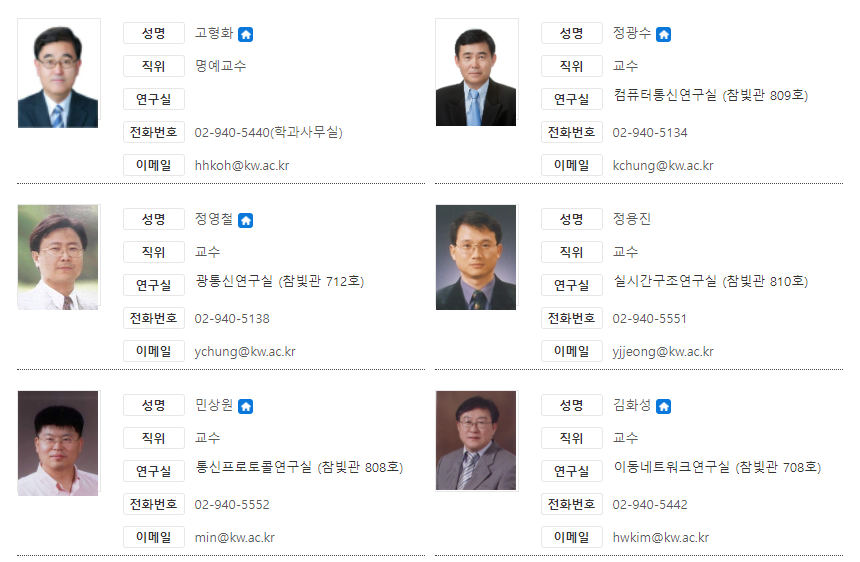 성명 고형화
직위 명예교수
연구실
전화번호 02-940-5440(학과사무실)
이메일 hhkoh@kw.ac.kr
성명 정광수
직위 교수
연구실 컴퓨터통신연구실 (참빛관 809호)
전화번호 02-940-5134
이메일 kchung@kw.ac.kr
성명 정영철
직위 교수
연구실 광통신연구실 (참빛관 712호)
전화번호 02-940-5138
이메일 ychung@kw.ac.kr
성명 정용진
직위 교수
연구실 실시간구조연구실 (참빛관 810호)
전화번호 02-940-5551
이메일 yjjeong@kw.ac.kr
성명 민상원
직위 교수
연구실 통신프로토콜연구실 (참빛관 808호)
전화번호 02-940-5552
이메일 min@kw.ac.kr
성명 김화성
직위 교수
연구실 이동네트워크연구실 (참빛관 708호)
전화번호 02-940-5442
이메일 hwkim@kw.ac.kr